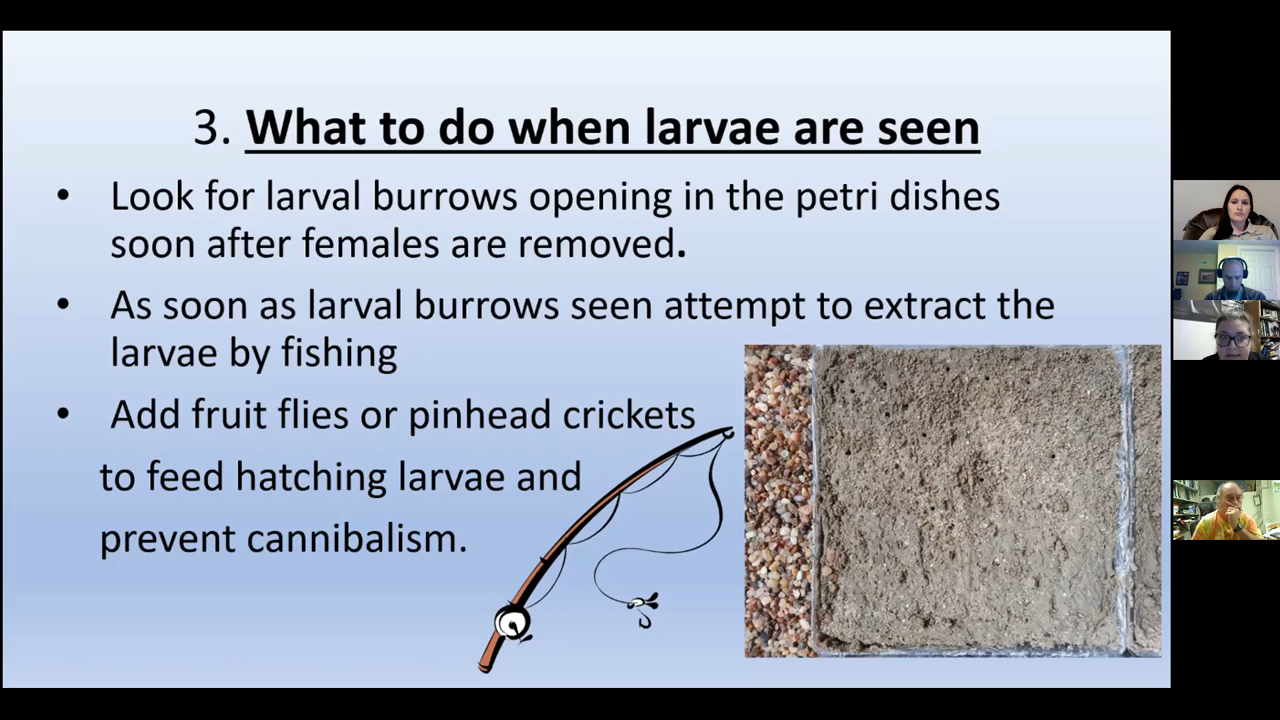 3. What to do when larvae are seen
• Look for larval burrows opening in the petri dishes
soon after females are removed.
• As soon as larval burrows seen attempt to extract the
larvae by fishing
• Add fruit flies or pinhead crickets
to feed hatching larvae and
prevent cannibalism.